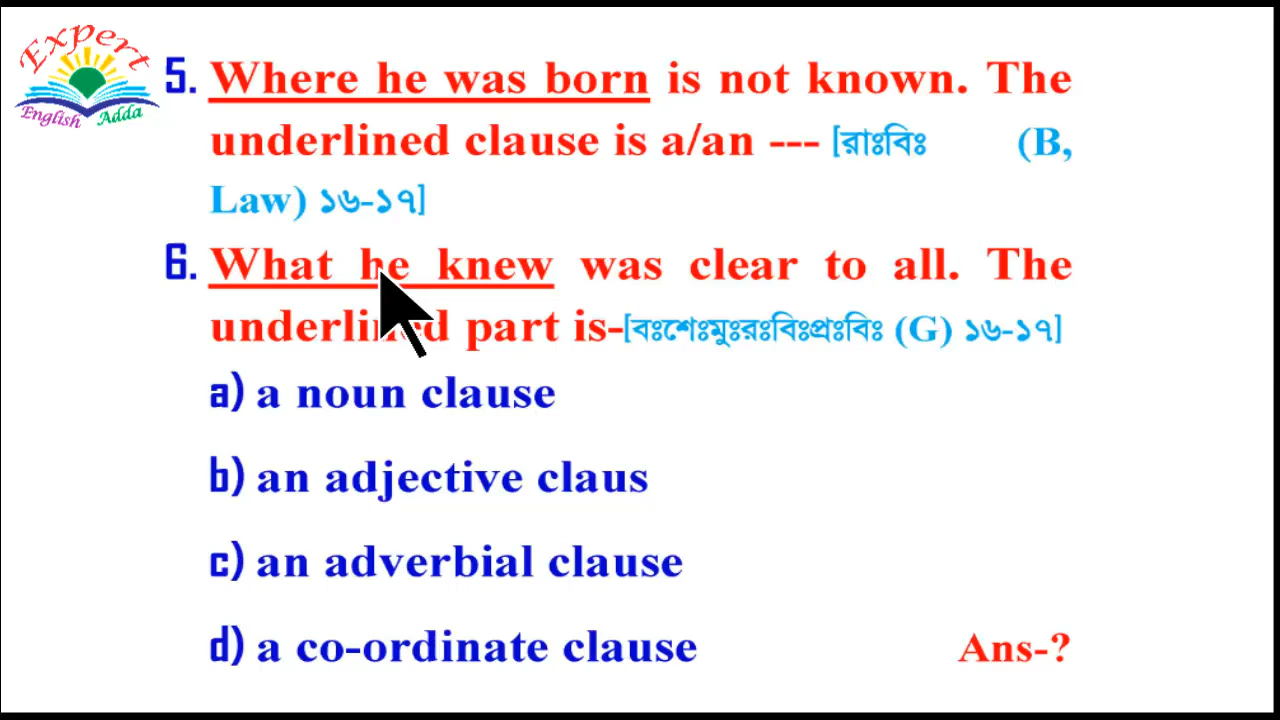 Expert
English Adda
5. Where he was born is not known. The
underlined clause is a/an --- [রাঃবিঃ (B,
Law) ১৬-১৭]
6. What he knew was clear to all. The
underlined part is-[বঃশেঃমুঃরঃবিঃপ্রঃবিঃ (G) ১৬-১৭]
a) a noun clause
b) an adjective claus
c) an adverbial clause
d) a co-ordinate clause Ans-?